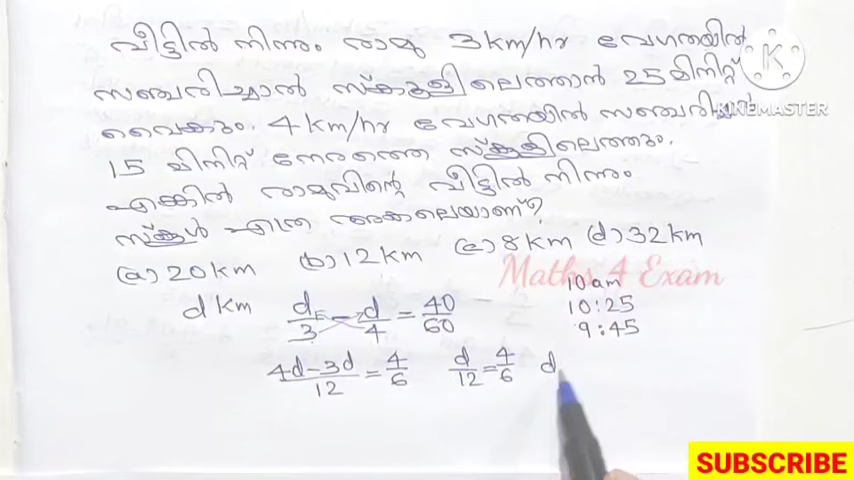 വീട്ടിൽ നിന്നും രാമു 3km/hr വേഗതയിൽ
സഞ്ചരിച്ചാൽ സ്കൂളിലെത്താൻ 25 മിനിറ്റ്
വൈകും. 4km/hr വേഗതയിൽ സഞ്ചരിച്ചാൽ
15 മിനിറ്റ് നേരത്തെ സ്കൂളിലെത്തും.
എങ്കിൽ രാമുവിന്റെ വീട്ടിൽ നിന്നും
സ്കൂൾ എത്ര അകലെയാണ്?
(a) 20km (b) 12km (c) 8km (d) 32km
Maths 4 Exam
d km d/3 - d/4 = 40/60
10 am
10:25
9:45
4d-3d/12 = 4/6 d/12 = 4/6 d
K
KINEMASTER
SUBSCRIBE